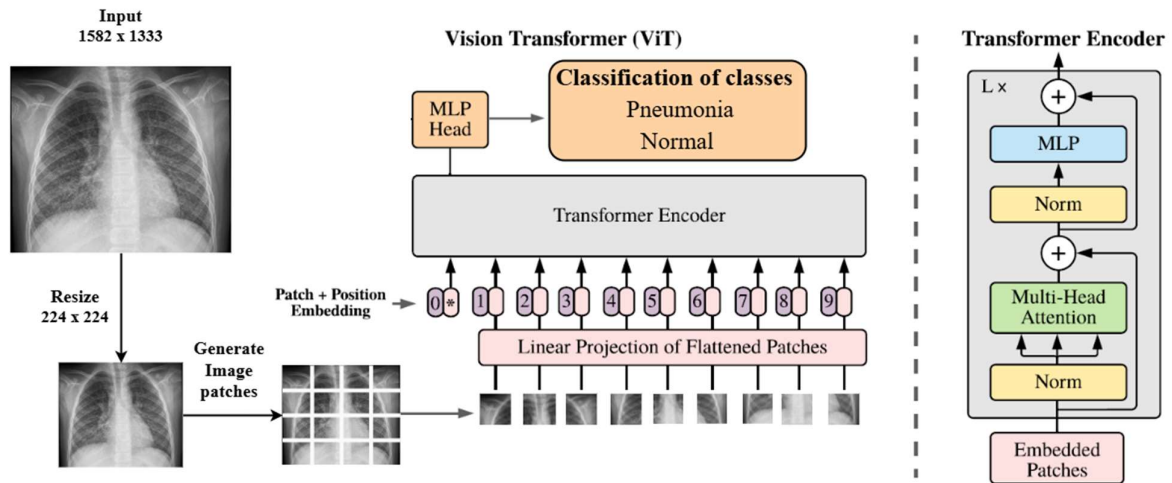 Input
1582 x 1333
Resize
224 x 224
Generate
Image
patches
Vision Transformer (ViT)
MLP
Head
Classification of classes
Pneumonia
Normal
Transformer Encoder
Patch + Position
Embedding
0 * 1 2 3 4 5 6 7 8 9
Linear Projection of Flattened Patches
Transformer Encoder
L ×
+
MLP
Norm
+
Multi-Head
Attention
Norm
Embedded
Patches